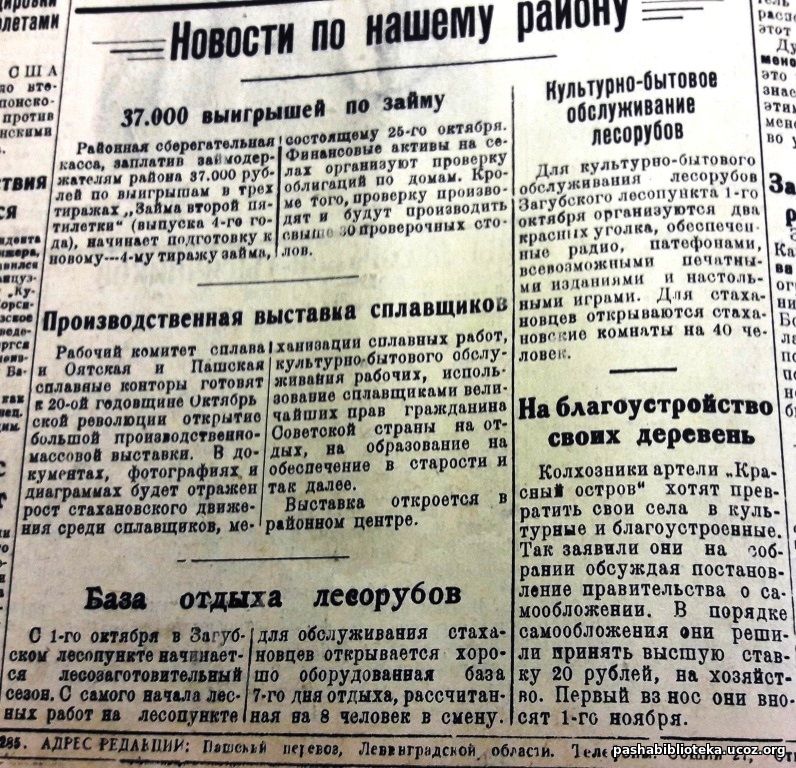 Новости по нашему району
37.000 выигрышей по займу
Районная сберегательная
касса, заплатив займодер-
жателям района 37.000 руб-
лей по выигрышам в трех
тиражах „Займа второй пя-
тилетки“ (выпуска 4-го го-
да), начинает подготовку к
новому—4-му тиражу займа,
состоящему 25-го октября.
Финансовые активы на се-
лах организуют проверку
облигаций по домам. Кро-
ме того, проверку произво-
дят и будут производить
свыше 30 проверочных сто-
лов.
Производственная выставка сплавщиков
Рабочий комитет сплава
и Оятская и Пашская
сплавные конторы готовят
к 20-ой годовщине Октябрь
ской революции открытие
большой производственно-
массовой выставки. В до-
кументах, фотографиях и
диаграммах будет отражен
рост стахановского движе-
ния среди сплавщиков, ме-
ханизации сплавных работ,
культурно-бытового обслу-
живания рабочих, исполь-
зование сплавщиками вели-
чайших прав гражданина
Советской страны на от-
дых, на образование на
обеспечение в старости и
так далее.
Выставка откроется в
районном центре.
База отдыха лесорубов
С 1-го октября в Загуб-
ском лесопункте начинает-
ся лесозаготовительный
сезон. С самого начала лес-
ных работ на лесопункте
для обслуживания стаха-
новцев открывается хоро-
шо оборудованная база
7-го дня отдыха, рассчитан-
ная на 8 человек в смену.
Культурно-бытовое
обслуживание
лесорубов
Для культурно-бытового
обслуживания лесорубов
Загубского лесопункта 1-го
октября организуются два
красных уголка, обеспечен-
ные радио, патефонами,
всевозможными печатны-
ми изданиями и настоль-
ными играми. Для стаха-
новцев открываются стаха-
новские комнаты на 40 че-
ловек.
На благоустройство
своих деревень
Колхозники артели „Кра-
сный остров“ хотят прев-
ратить свои села в куль-
турные и благоустроенные.
Так заявили они на соб-
рании обсуждая постанов-
ление правительства о са-
мообложении. В порядке
самообложения они реши-
ли принять высшую став-
ку 20 рублей, на хозяйст-
во. Первый взнос они вно-
сят 1-го ноября.
285. АДРЕС РЕДАКЦИИ: Пашский перевоз, Ленинградской области.
pashabiblioteka.ucoz.org